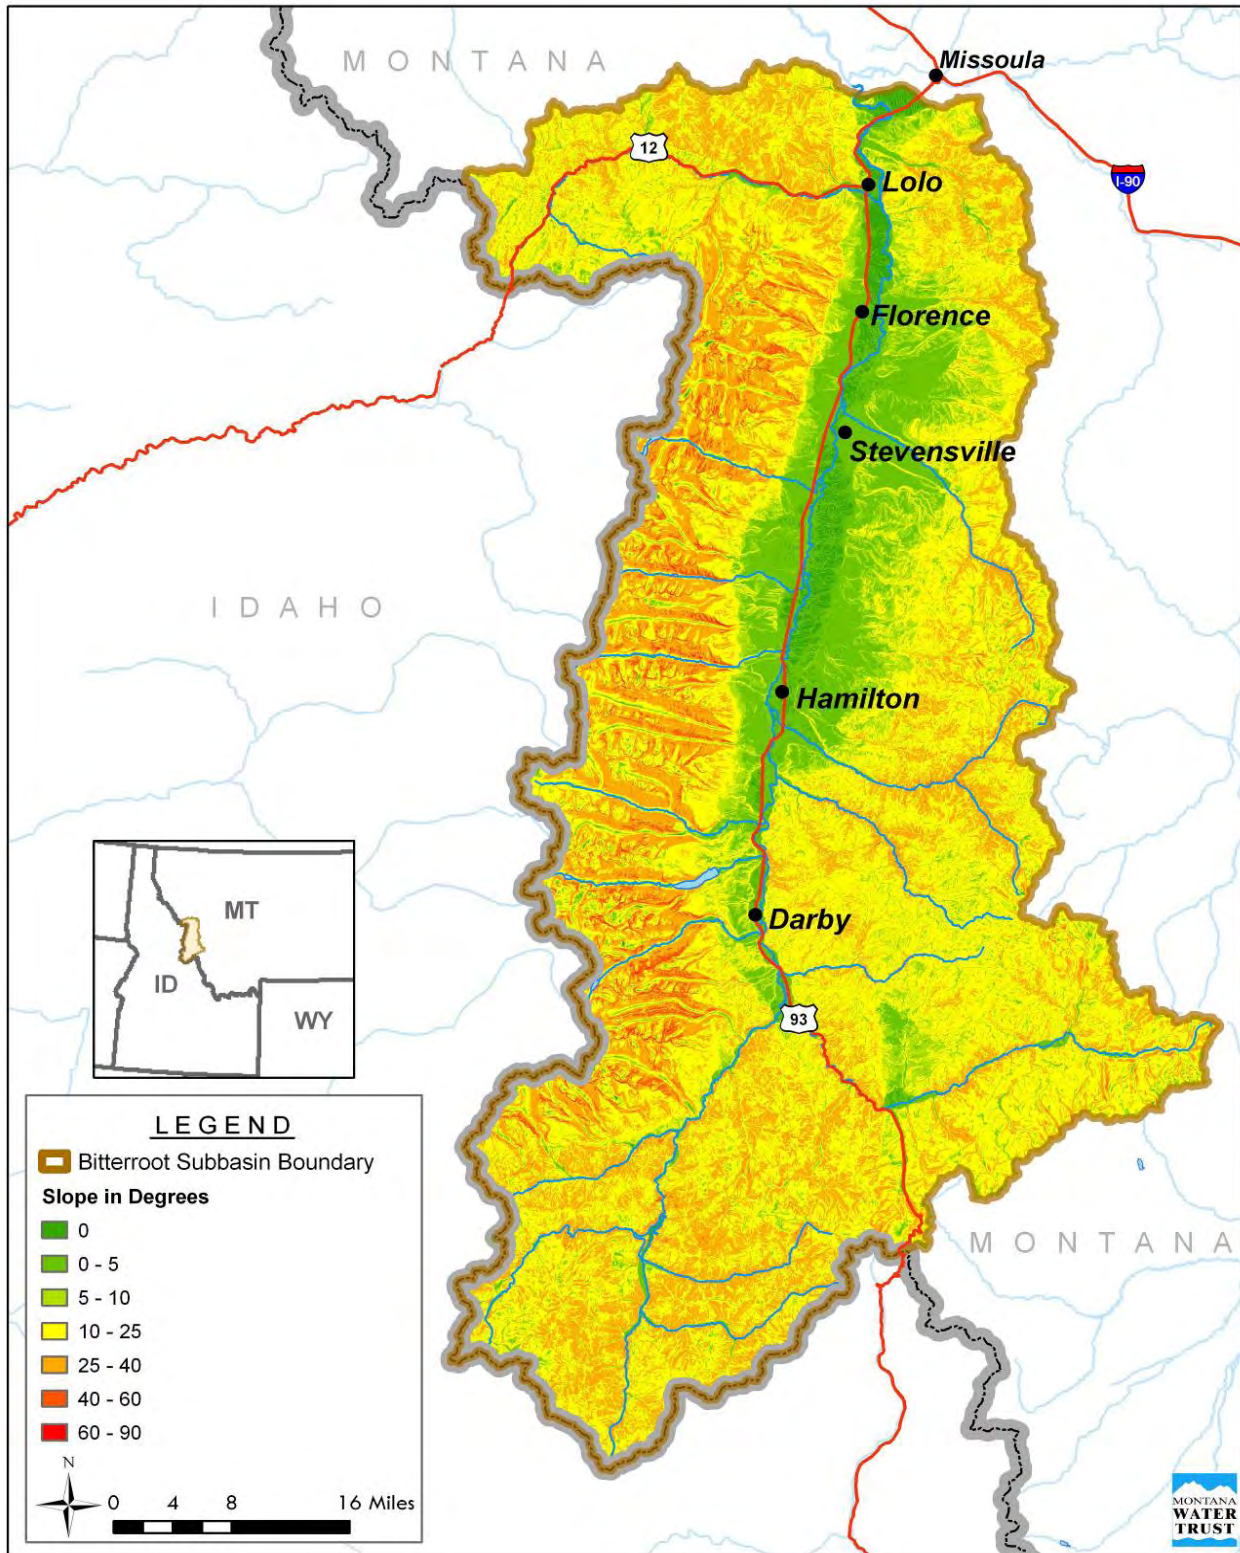 MONTANA
Missoula
12
I-90
Lolo
Florence
Stevensville
IDAHO
Hamilton
MT
ID
WY
Darby
93
MONTANA
LEGEND
Bitterroot Subbasin Boundary
Slope in Degrees
0
0 - 5
5 - 10
10 - 25
25 - 40
40 - 60
60 - 90
N
0 4 8 16 Miles
MONTANA
WATER
TRUST